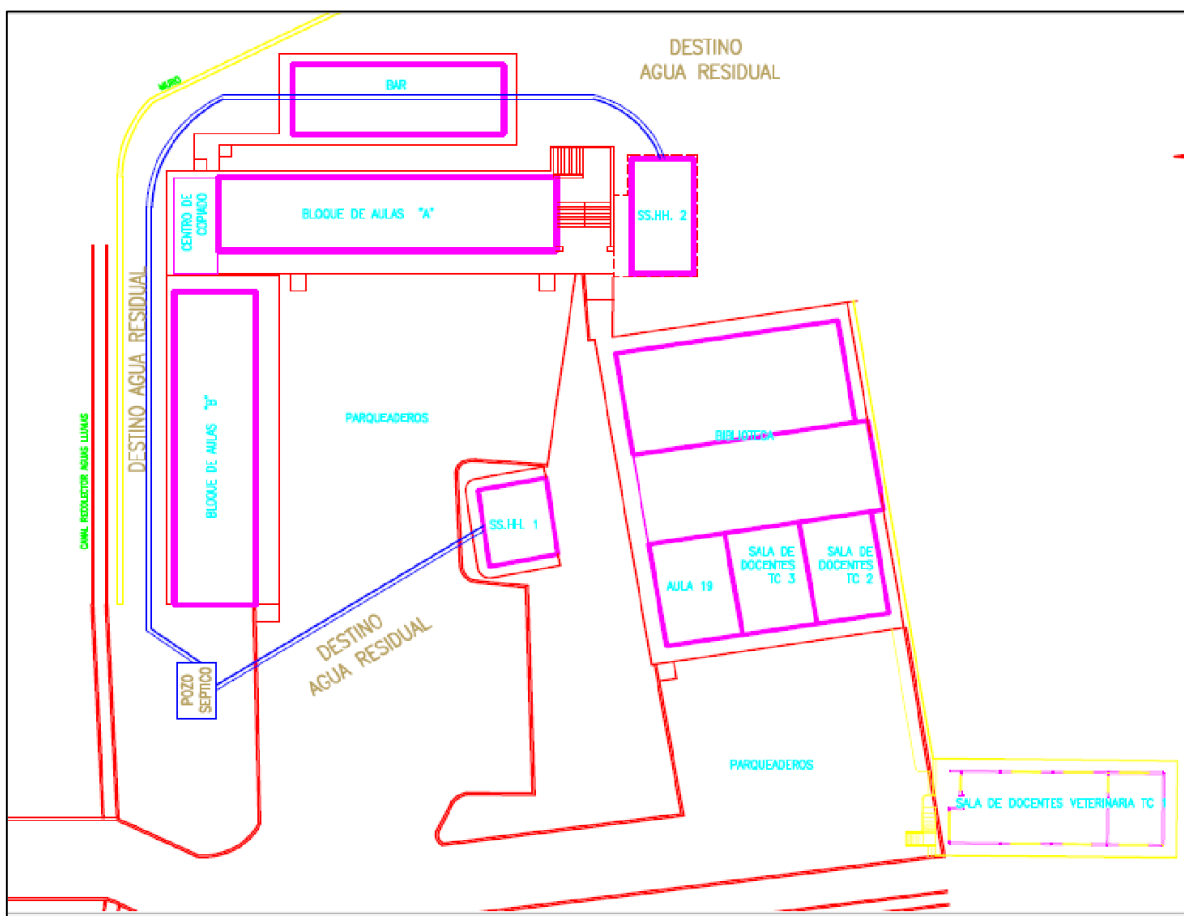 DESTINO
AGUA RESIDUAL
MURO
BAR
CENTRO DE
COPIADO
BLOQUE DE AULAS "A"
SS.HH. 2
DESTINO AGUA RESIDUAL
CANAL RECOLECTOR AGUAS LLUVIAS
BLOQUE DE AULAS "B"
PARQUEADEROS
BIBLIOTECA
SS.HH. 1
AULA 19
SALA DE
DOCENTES
TC 3
SALA DE
DOCENTES
TC 2
DESTINO
AGUA RESIDUAL
POZO
SEPTICO
PARQUEADEROS
SALA DE DOCENTES VETERINARIA TC 1